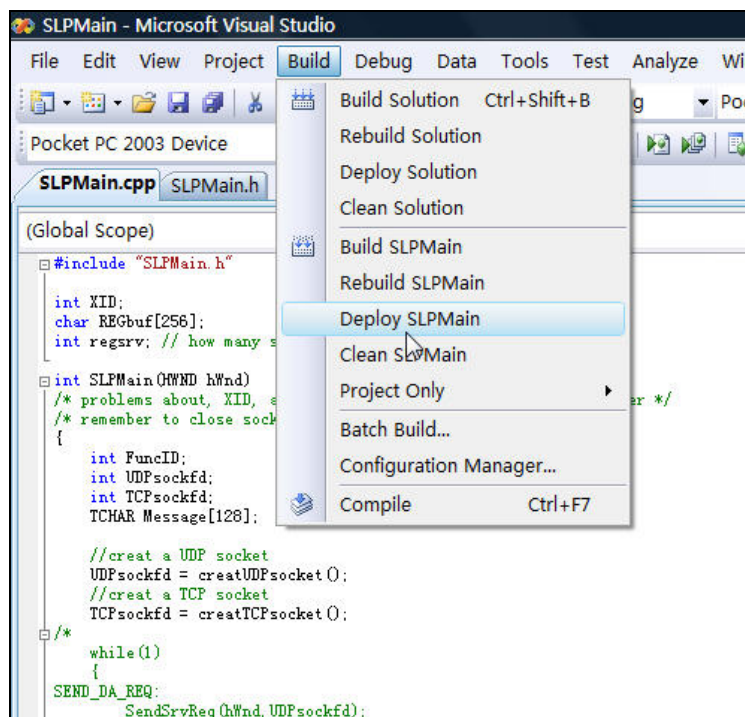 SLPMain - Microsoft Visual Studio
File Edit View Project Build Debug Data Tools Test Analyze
Build Solution Ctrl+Shift+B
Rebuild Solution
Pocket PC 2003 Device
Deploy Solution
SLPMain.cpp SLPMain.h
Clean Solution
(Global Scope)
Build SLPMain
#include "SLPMain.h"
Rebuild SLPMain
int XID;
char REGbuf[256];
Deploy SLPMain
int regsrv; // how many s
Clean SLPMain
int SLPMain(HWND hWnd)
Project Only
/* problems about, XID, a er */
/* remember to close sock
Batch Build...
{
int FuncID;
Configuration Manager...
int UDPsockfd;
int TCPsockfd;
Compile Ctrl+F7
TCHAR Message[128];
//creat a UDP socket
UDPsockfd = creatUDPsocket();
//creat a TCP socket
TCPsockfd = creatTCPsocket();
/*
while(1)
{
SEND_DA_REQ:
SendSrvReq(hWnd,UDPsockfd);